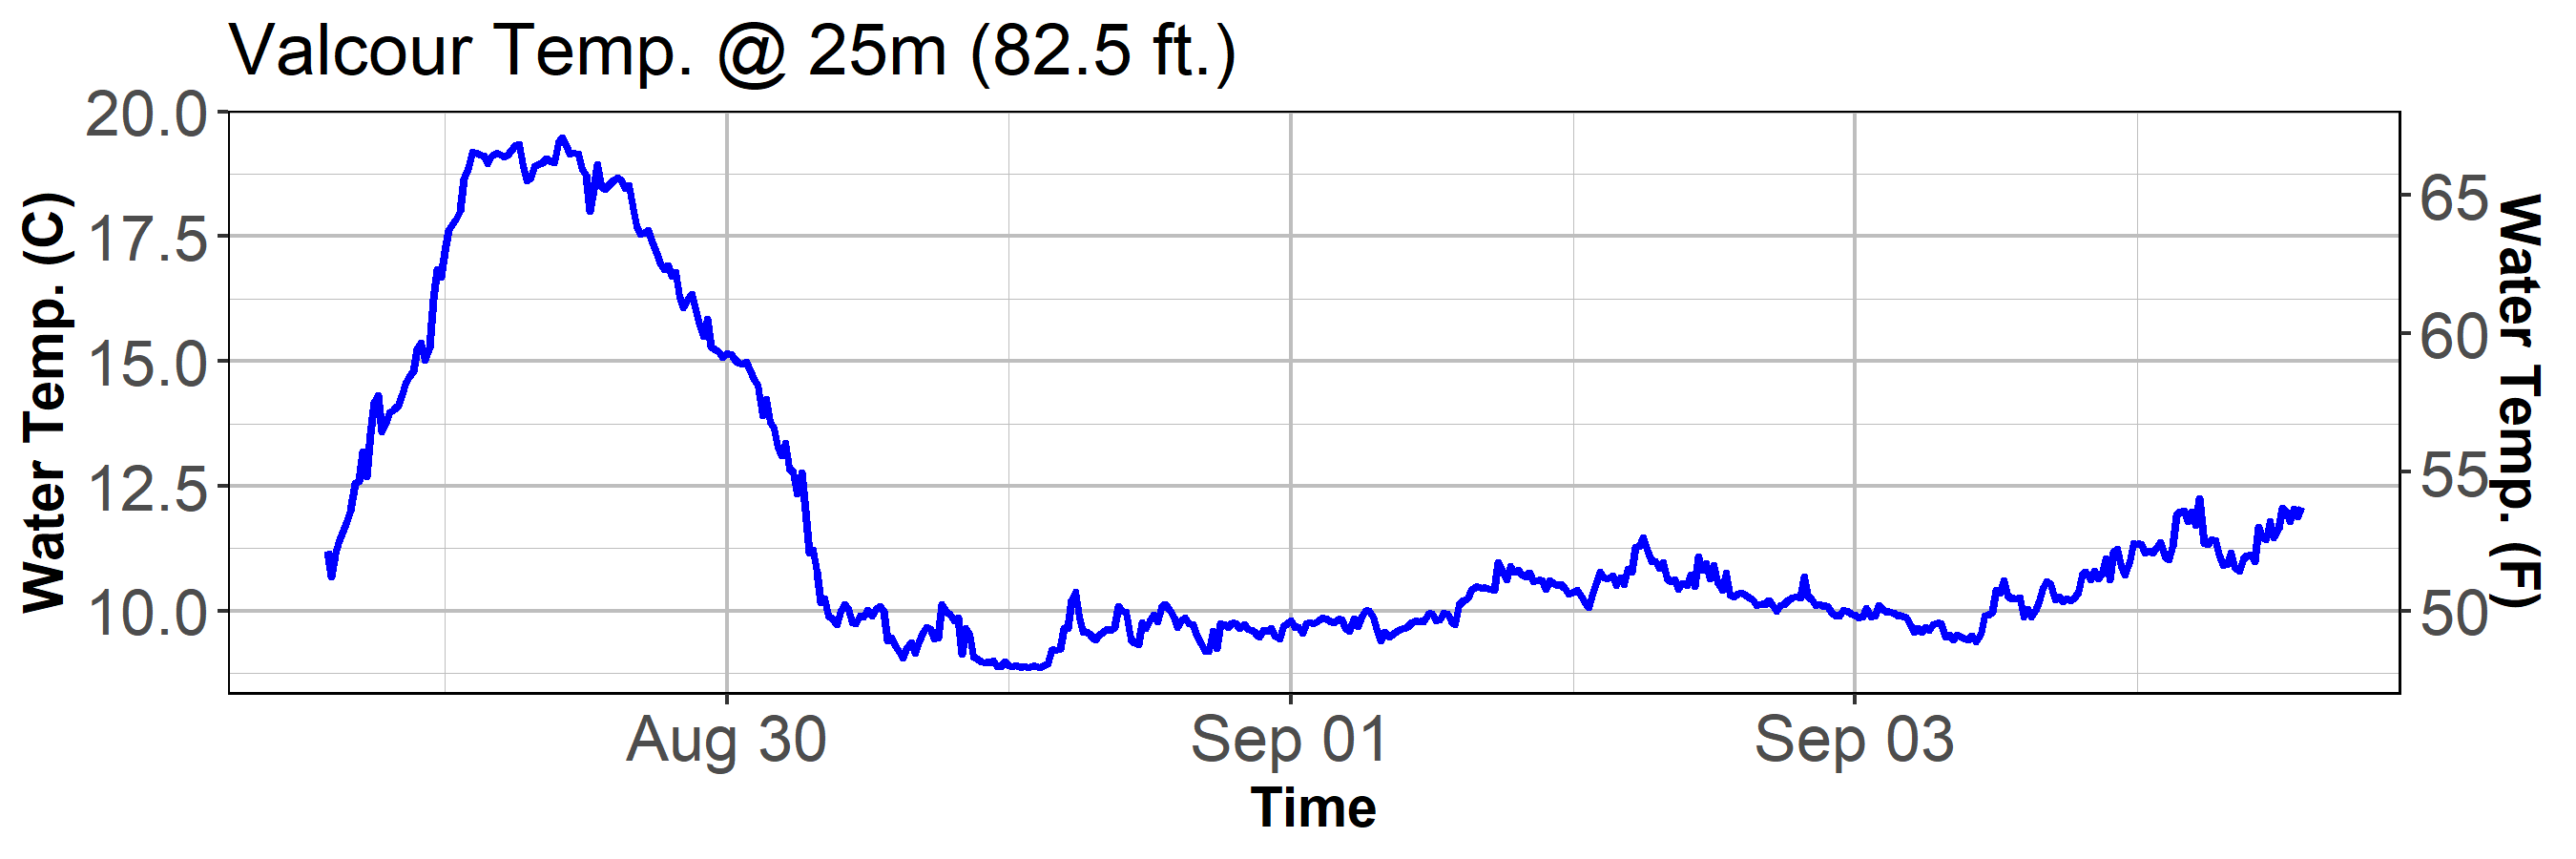 Valcour Temp. @ 25m (82.5 ft.)
20.0
17.5
15.0
12.5
10.0
Water Temp. (C)
65
60
55
50
Water Temp. (F)
Aug 30
Sep 01
Sep 03
Time